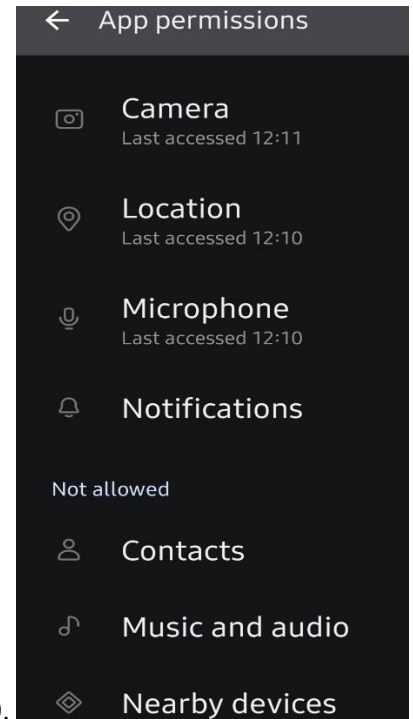 App permissions
Camera
Last accessed 12:11
Location
Last accessed 12:10
Microphone
Last accessed 12:10
Notifications
Not allowed
Contacts
Music and audio
Nearby devices